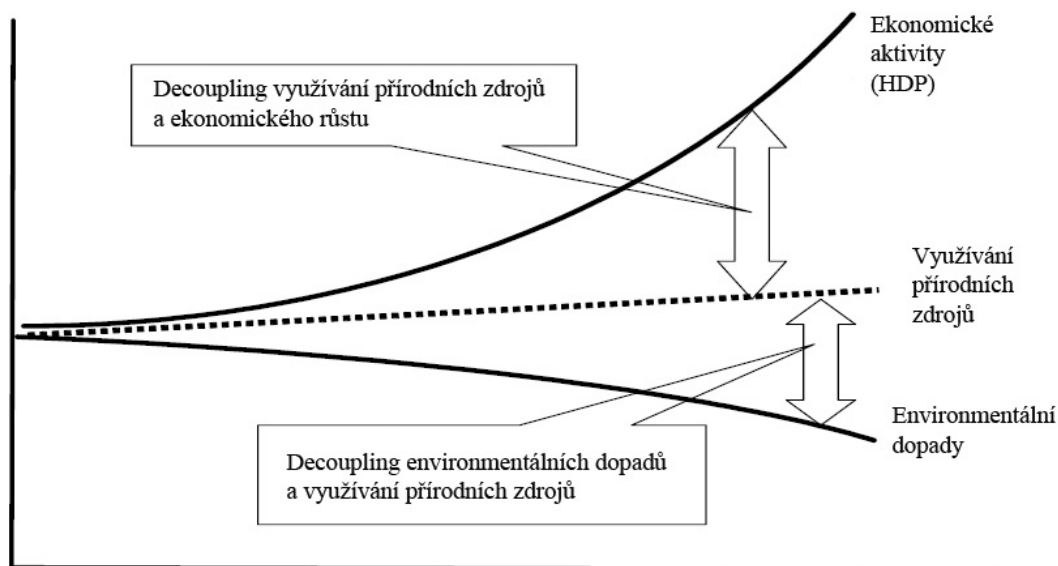 Ekonomické
aktivity
(HDP)
Decoupling využívání přírodních zdrojů
a ekonomického růstu
Využívání
přírodních
zdrojů
Environmentální
dopady
Decoupling environmentálních dopadů
a využívání přírodních zdrojů